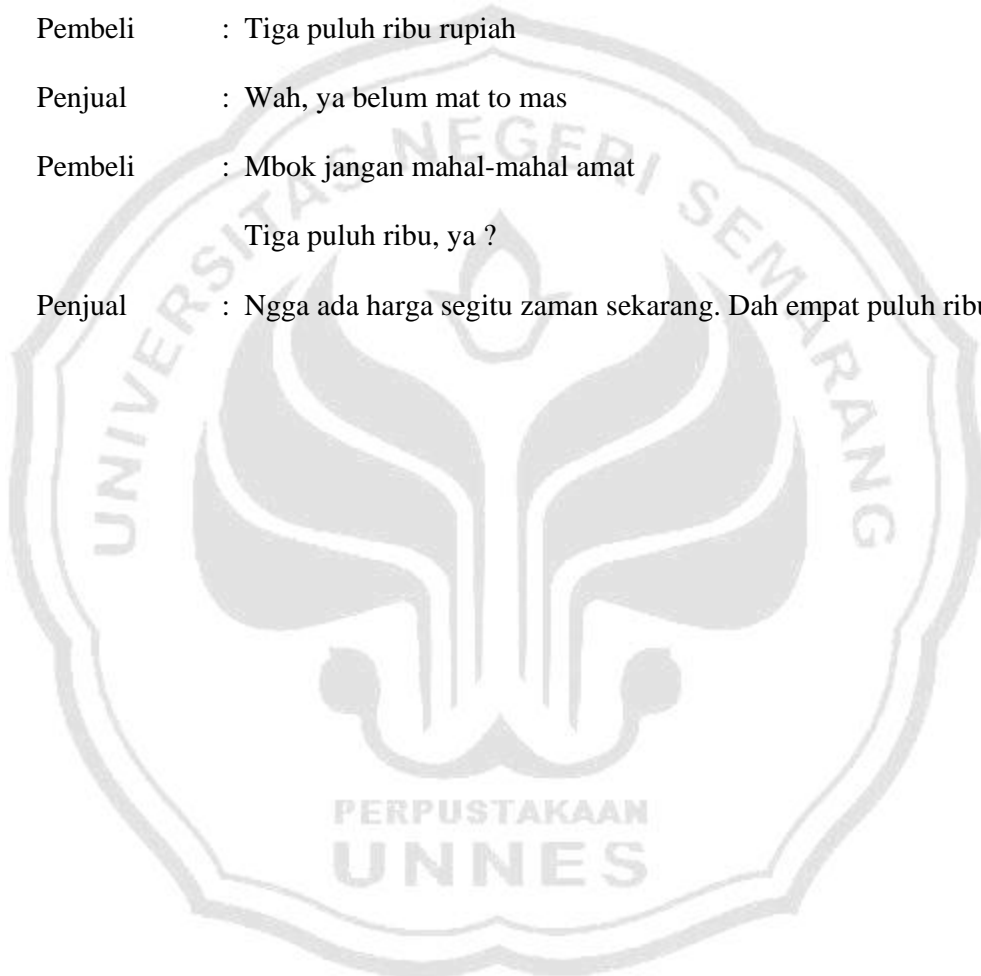 Pembeli : Tiga puluh ribu rupiah
Penjual : Wah, ya belum mat to mas
Pembeli : Mbok jangan mahal-mahal amat
Tiga puluh ribu, ya ?
Penjual : Ngga ada harga segitu zaman sekarang. Dah empat puluh ribu
UNIVERSITAS NEGERI SEMARANG
PERPUSTAKAAN
UNNES